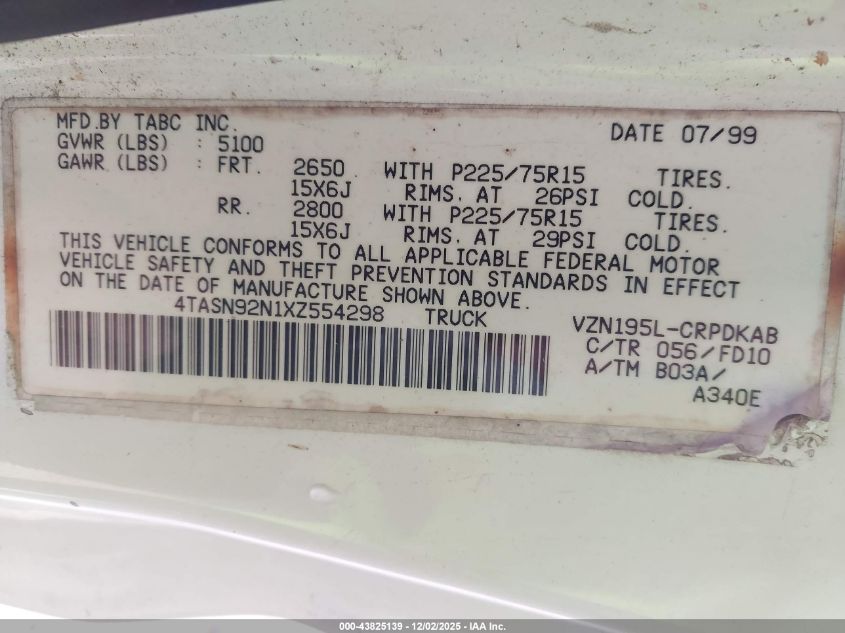 MFD.BY TABC INC. DATE 07/99
GVWR (LBS) : 5100
GAWR (LBS) : FRT. 2650 WITH P225/75R15 TIRES.
15X6J RIMS. AT 26PSI COLD.
RR. 2800 WITH P225/75R15 TIRES.
15X6J RIMS. AT 29PSI COLD.
THIS VEHICLE CONFORMS TO ALL APPLICABLE FEDERAL MOTOR
VEHICLE SAFETY AND THEFT PREVENTION STANDARDS IN EFFECT
ON THE DATE OF MANUFACTURE SHOWN ABOVE.
4TASN92N1XZ554298 TRUCK VZN195L-CRPDKAB
C/TR 056/FD10
A/TM B03A/
A340E
000-43825139 - 12/02/2025 - IAA Inc.